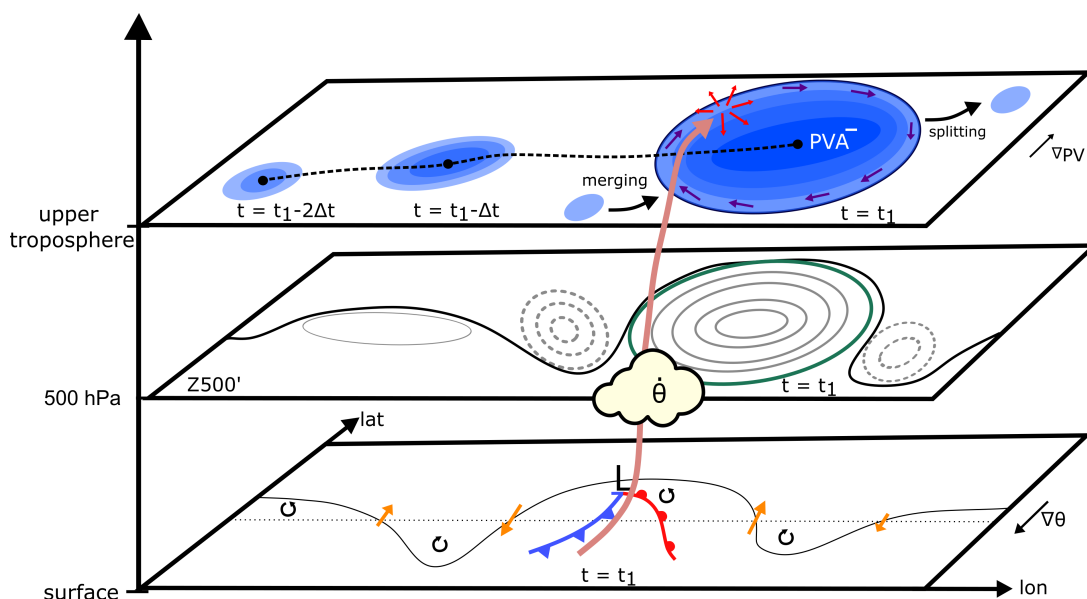 PVA⁻
splitting
∇PV
merging
t = t₁-2Δt
t = t₁-Δt
t = t₁
upper
troposphere
Z500'
t = t₁
500 hPa
θ̇
lat
L
∇θ
t = t₁
surface
lon